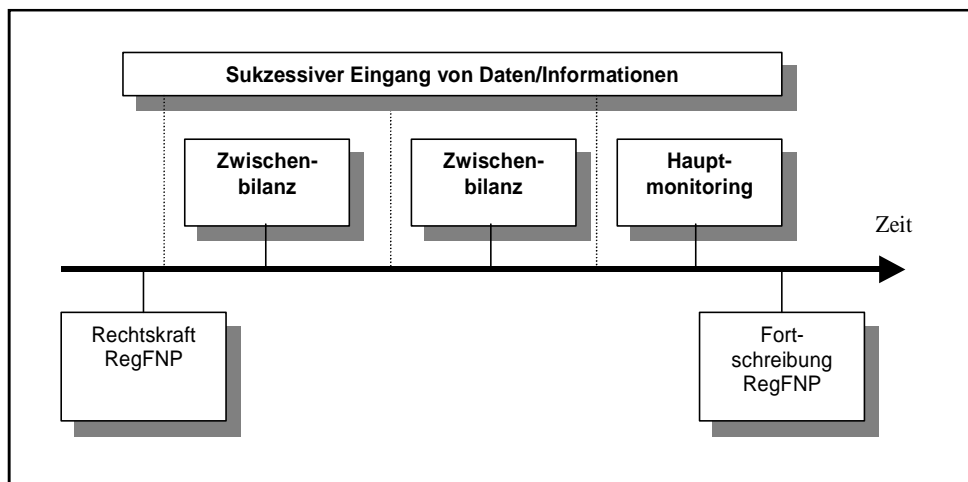 Sukzessiver Eingang von Daten/Informationen
Zwischen-
bilanz
Zwischen-
bilanz
Haupt-
monitoring
Zeit
Rechtskraft
RegFNP
Fort-
schreibung
RegFNP